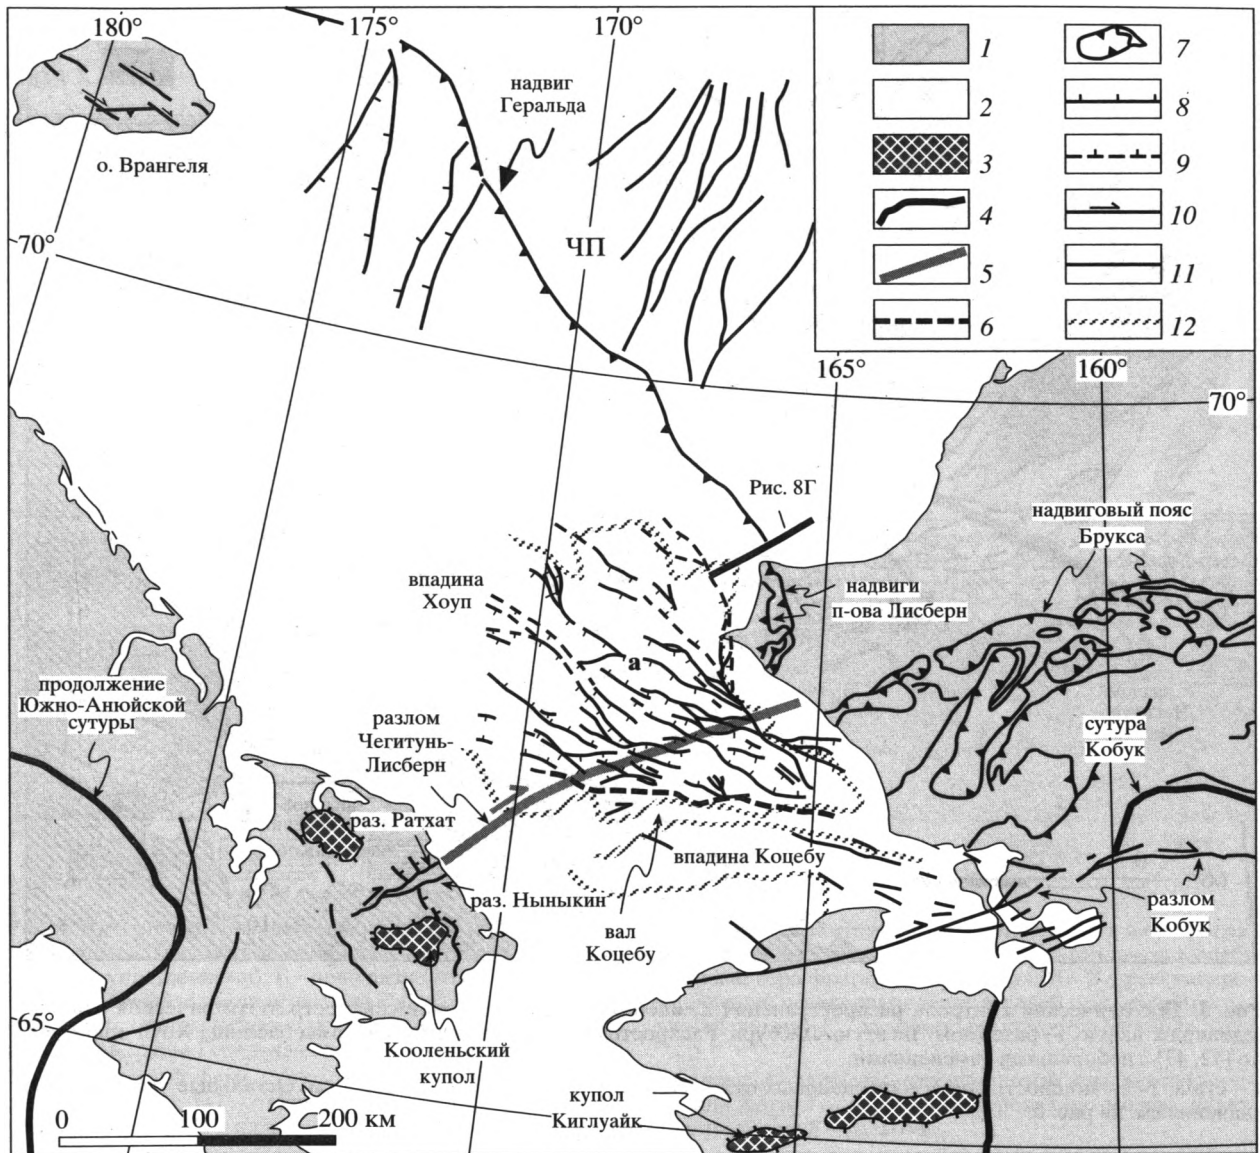 180°
175°
170°
надвиг
Геральда
о. Врангеля
70°
ЧП
1
2
3
4
5
6
7
8
9
10
11
12
165°
160°
70°
Рис. 8Г
надвиговый пояс
Брукса
впадина
Хоуп
надвиги
п-ова Лисберн
а
продолжение
Южно-Анюйской
сутуры
разлом
Чегитунь-
Лисберн
сутура
Кобук
раз. Ратхат
впадина Коцебу
раз. Ныныкин
вал
Коцебу
разлом
Кобук
65°
Кооленьский
купол
купол
Киглуайк
0
100
200 км